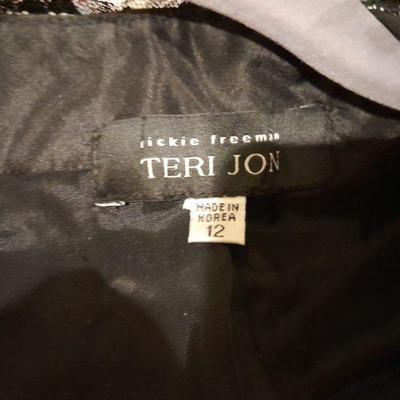 rickie freeman
TERI JON
MADE IN
KOREA
12